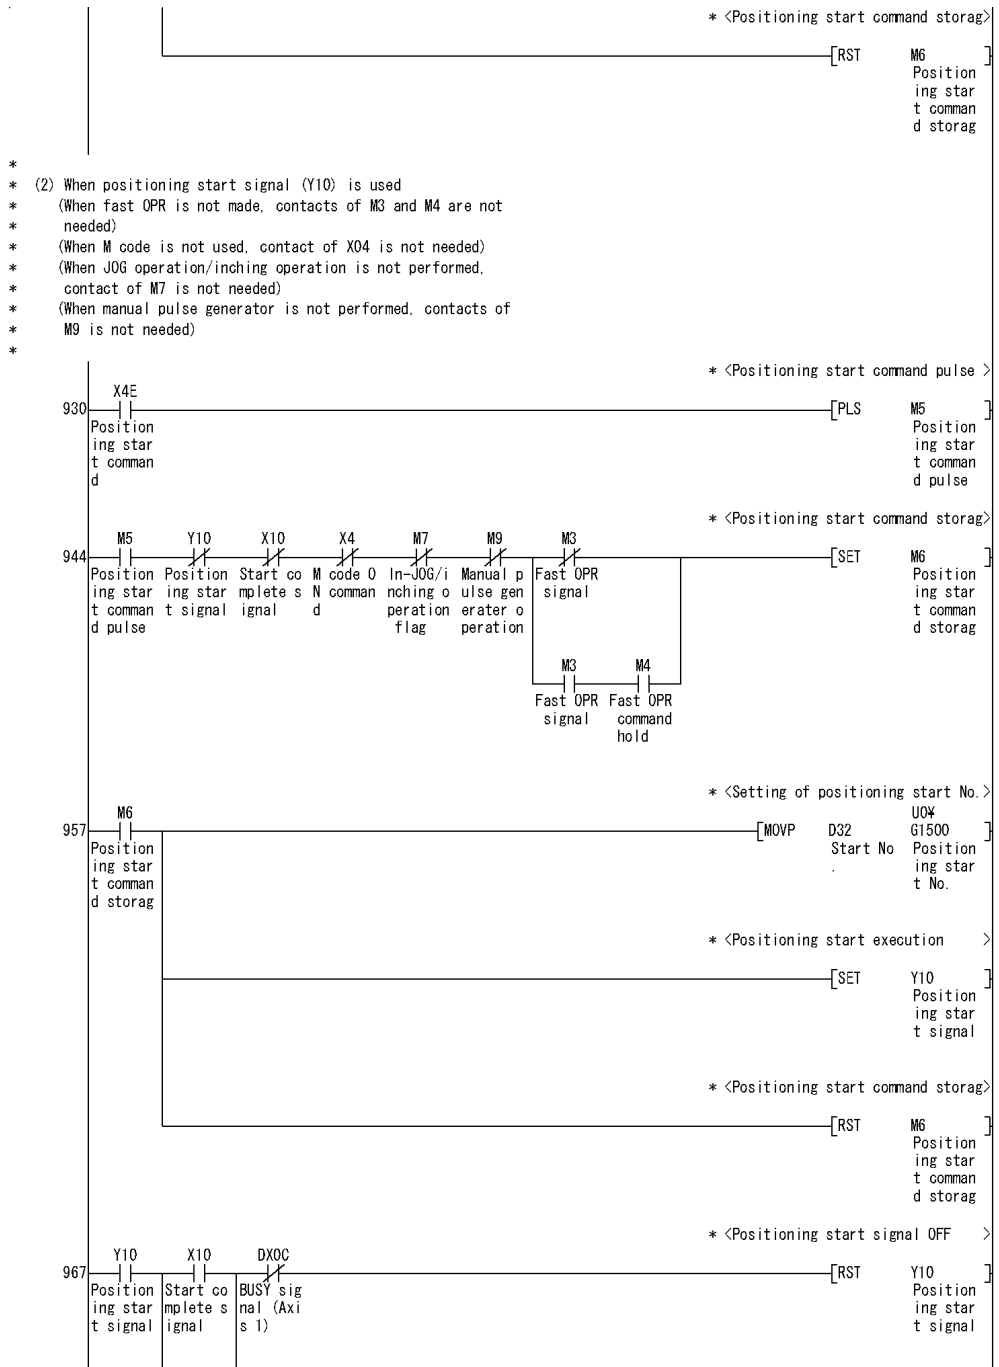 * <Positioning start command storag>
RST M6
Position
ing star
t comman
d storag
*
* (2) When positioning start signal (Y10) is used
* (When fast OPR is not made, contacts of M3 and M4 are not
* needed)
* (When M code is not used, contact of X04 is not needed)
* (When JOG operation/inching operation is not performed,
* contact of M7 is not needed)
* (When manual pulse generator is not performed, contacts of
* M9 is not needed)
*
* <Positioning start command pulse >
X4E
930 PLS M5
Position Position
ing star ing star
t comman t comman
d d pulse
* <Positioning start command storag>
M5 Y10 X10 X4 M7 M9 M3
944 SET M6
Position Position Start co M code O In-JOG/i Manual p Fast OPR Position
ing star ing star mplete s N comman nching o ulse gen signal ing star
t comman t signal ignal d peration erater o t comman
d pulse flag peration d storag
M3 M4
Fast OPR Fast OPR
signal command
hold
* <Setting of positioning start No.>
M6 U0¥
957 MOVP D32 G1500
Position Start No Position
ing star . ing star
t comman t No.
d storag
* <Positioning start execution >
SET Y10
Position
ing star
t signal
* <Positioning start command storag>
RST M6
Position
ing star
t comman
d storag
* <Positioning start signal OFF >
Y10 X10 DX0C
967 RST Y10
Position Start co BUSY sig Position
ing star mplete s nal (Axi ing star
t signal ignal s 1) t signal